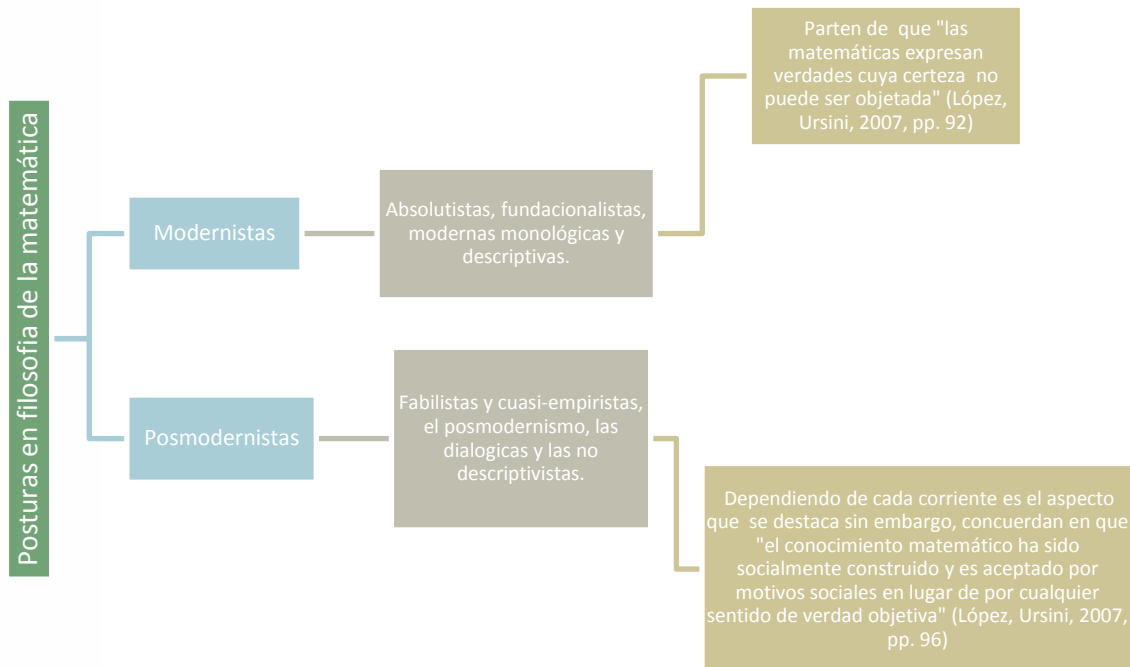 Posturas en filosofia de la matemática
Modernistas
Absolutistas, fundacionalistas,
modernas monológicas y
descriptivas.
Parten de que "las
matemáticas expresan
verdades cuya certeza no
puede ser objetada" (López,
Ursini, 2007, pp. 92)
Posmodernistas
Fabilistas y cuasi-empiristas,
el posmodernismo, las
dialogicas y las no
descriptivistas.
Dependiendo de cada corriente es el aspecto
que se destaca sin embargo, concuerdan en que
"el conocimiento matemático ha sido
socialmente construido y es aceptado por
motivos sociales en lugar de por cualquier
sentido de verdad objetiva" (López, Ursini, 2007,
pp. 96)